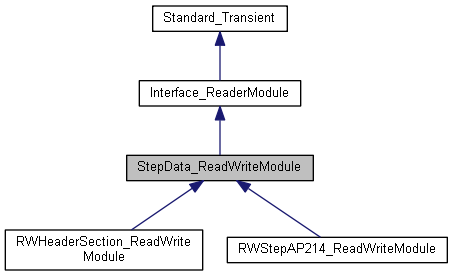 Standard_Transient
Interface_ReaderModule
StepData_ReadWriteModule
RWHeaderSection_ReadWrite
Module
RWStepAP214_ReadWriteModule